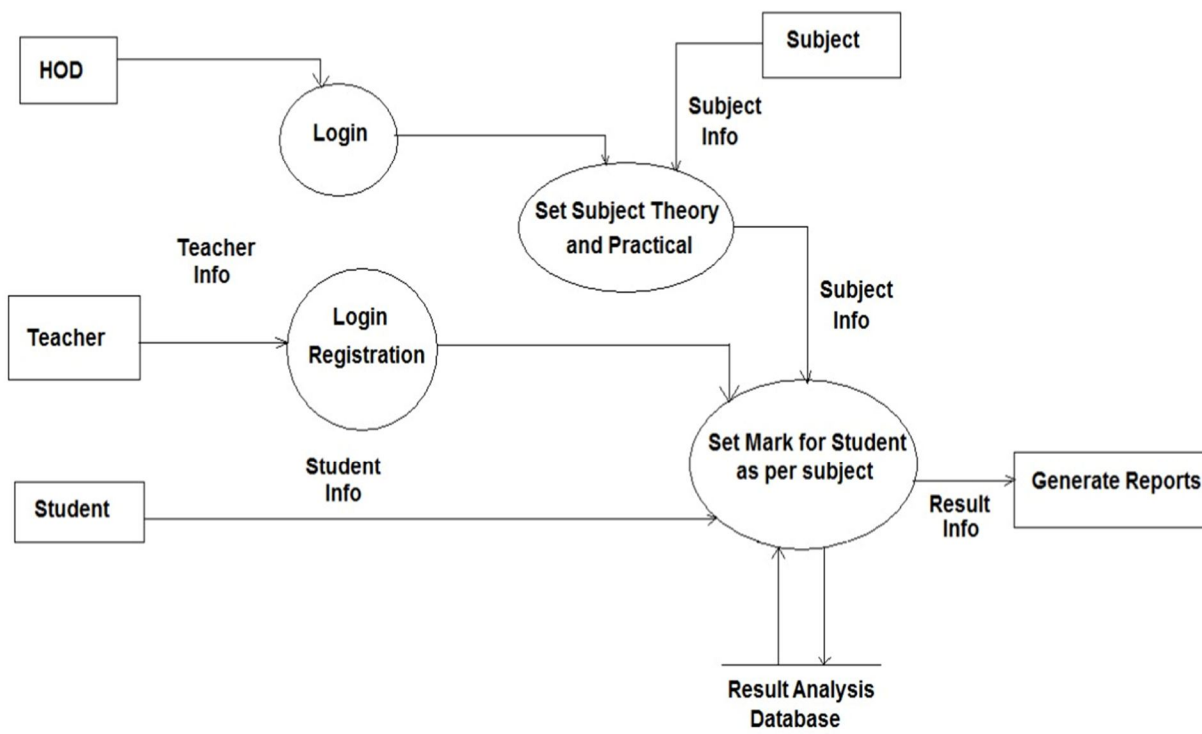 HOD
Subject
Login
Subject
Info
Set Subject Theory
and Practical
Teacher
Info
Subject
Info
Teacher
Login
Registration
Set Mark for Student
as per subject
Student
Info
Student
Generate Reports
Result
Info
Result Analysis
Database